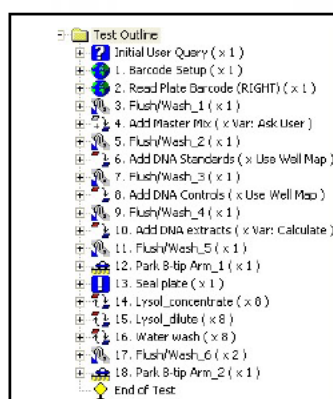 Test Outline
Initial User Query ( x 1 )
1. Barcode Setup ( x 1 )
2. Read Plate Barcode (RIGHT) ( x 1 )
3. Flush/Wash_1 ( x 1 )
4. Add Master Mix ( x Var: Ask User )
5. Flush/Wash_2 ( x 1 )
6. Add DNA Standards ( x Use Well Map )
7. Flush/Wash_3 ( x 1 )
8. Add DNA Controls ( x Use Well Map )
9. Flush/Wash_4 ( x 1 )
10. Add DNA extracts ( x Var: Calculate )
11. Flush/Wash_5 ( x 1 )
12. Park 8-tip Arm_1 ( x 1 )
13. Seal plate ( x 1 )
14. Lysol_concentrate ( x 8 )
15. Lysol_dilute ( x 8 )
16. Water wash ( x 8 )
17. Flush/Wash_6 ( x 2 )
18. Park 8-tip Arm_2 ( x 1 )
End of Test